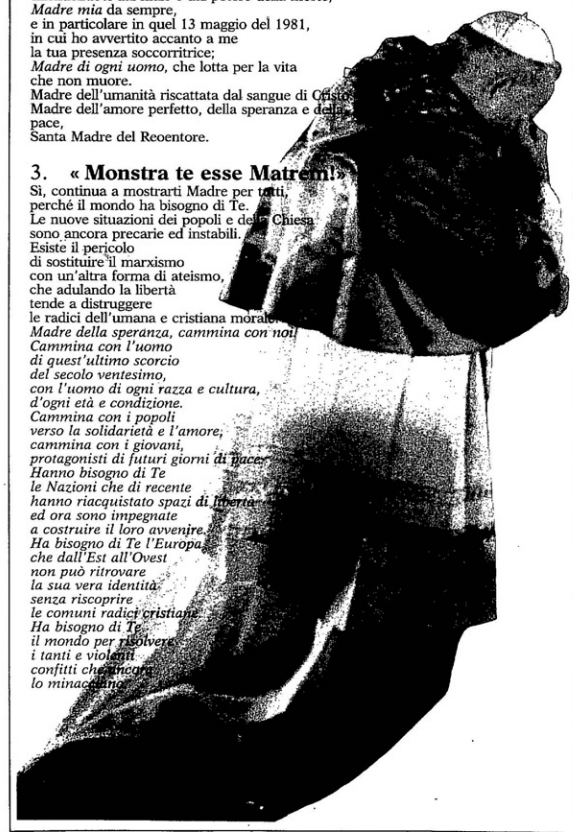 Madre mia da sempre,
e in particolare in quel 13 maggio del 1981,
in cui ho avvertito accanto a me
la tua presenza soccorritrice;
Madre di ogni uomo, che lotta per la vita
che non muore.
Madre dell'umanità riscattata dal sangue di Cristo
Madre dell'amore perfetto, della speranza e della
pace,
Santa Madre del Reoentore.
3. « Monstra te esse Matrem!»
Sì, continua a mostrarti Madre per tutti,
perché il mondo ha bisogno di Te.
Le nuove situazioni dei popoli e della Chiesa
sono ancora precarie ed instabili.
Esiste il pericolo
di sostituire il marxismo
con un'altra forma di ateismo,
che adulando la libertà
tende a distruggere
le radici dell'umana e cristiana morale.
Madre della speranza, cammina con noi!
Cammina con l'uomo
di quest'ultimo scorcio
del secolo ventesimo,
con l'uomo di ogni razza e cultura,
d'ogni età e condizione.
Cammina con i popoli
verso la solidarietà e l'amore,
cammina con i giovani,
protagonisti di futuri giorni di pace.
Hanno bisogno di Te
le Nazioni che di recente
hanno riacquistato spazi di libertà
ed ora sono impegnate
a costruire il loro avvenire.
Ha bisogno di Te l'Europa
che dall'Est all'Ovest
non può ritrovare
la sua vera identità
senza riscoprire
le comuni radici cristiane.
Ha bisogno di Te
il mondo per risolvere
i tanti e violenti
confitti che ancora
lo minacciano.